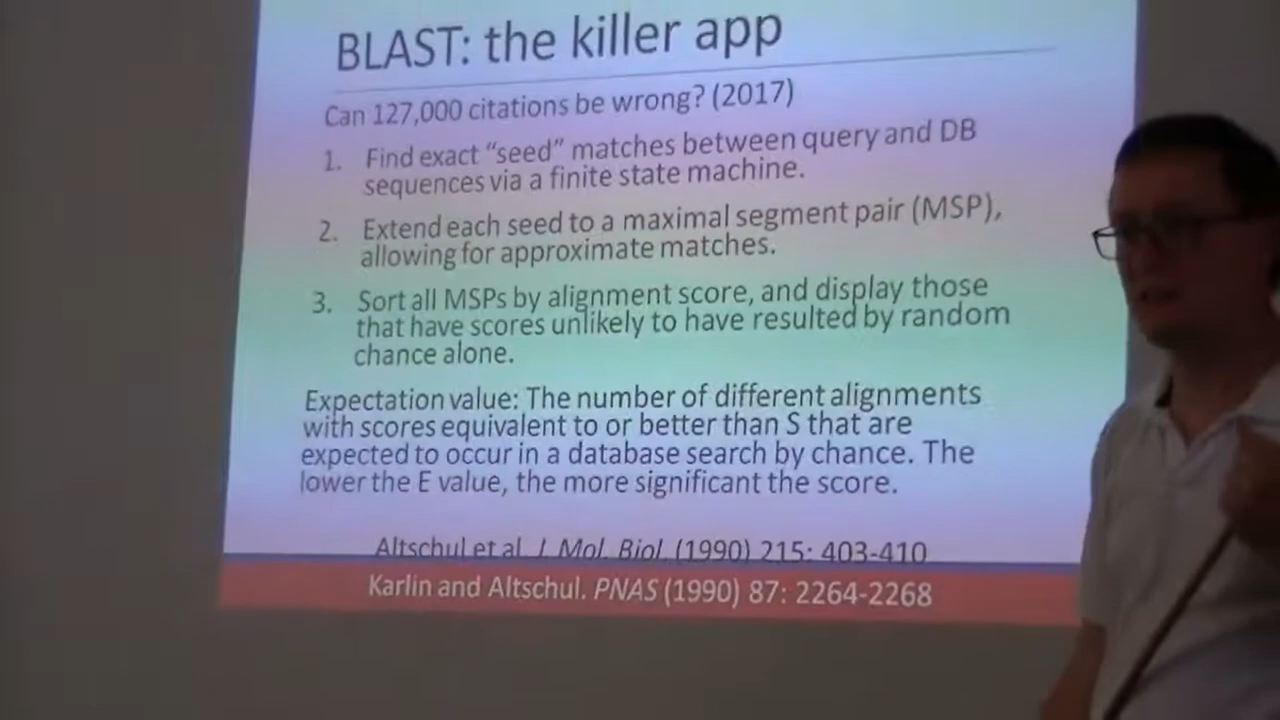 BLAST: the killer app
Can 127,000 citations be wrong? (2017)
1. Find exact “seed” matches between query and DB
sequences via a finite state machine.
2. Extend each seed to a maximal segment pair (MSP),
allowing for approximate matches.
3. Sort all MSPs by alignment score, and display those
that have scores unlikely to have resulted by random
chance alone.
Expectation value: The number of different alignments
with scores equivalent to or better than S that are
expected to occur in a database search by chance. The
lower the E value, the more significant the score.
Altschul et al. J. Mol. Biol. (1990) 215: 403-410
Karlin and Altschul. PNAS (1990) 87: 2264-2268